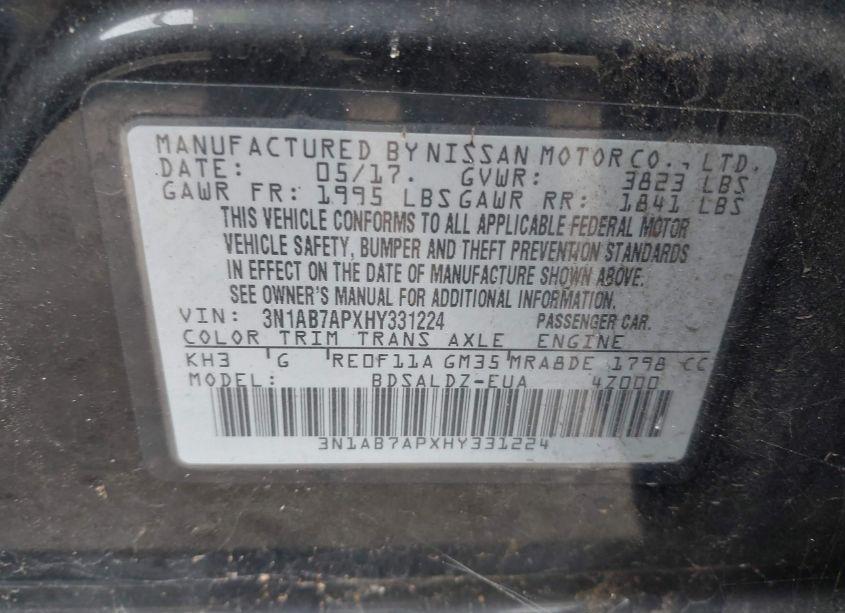 MANUFACTURED BY NISSAN MOTOR CO., LTD.
DATE: 05/17. GVWR: 3823 LBS
GAWR FR: 1995 LBS GAWR RR: 1841 LBS
THIS VEHICLE CONFORMS TO ALL APPLICABLE FEDERAL MOTOR
VEHICLE SAFETY, BUMPER AND THEFT PREVENTION STANDARDS
IN EFFECT ON THE DATE OF MANUFACTURE SHOWN ABOVE.
SEE OWNER'S MANUAL FOR ADDITIONAL INFORMATION.
VIN: 3N1AB7APXHY331224 PASSENGER CAR.
COLOR TRIM TRANS AXLE ENGINE
KH3 G RE0F11A GM35 MRA8DE 1798 CC
MODEL: BDSALDZ-EUA 4Z000
3N1AB7APXHY331224